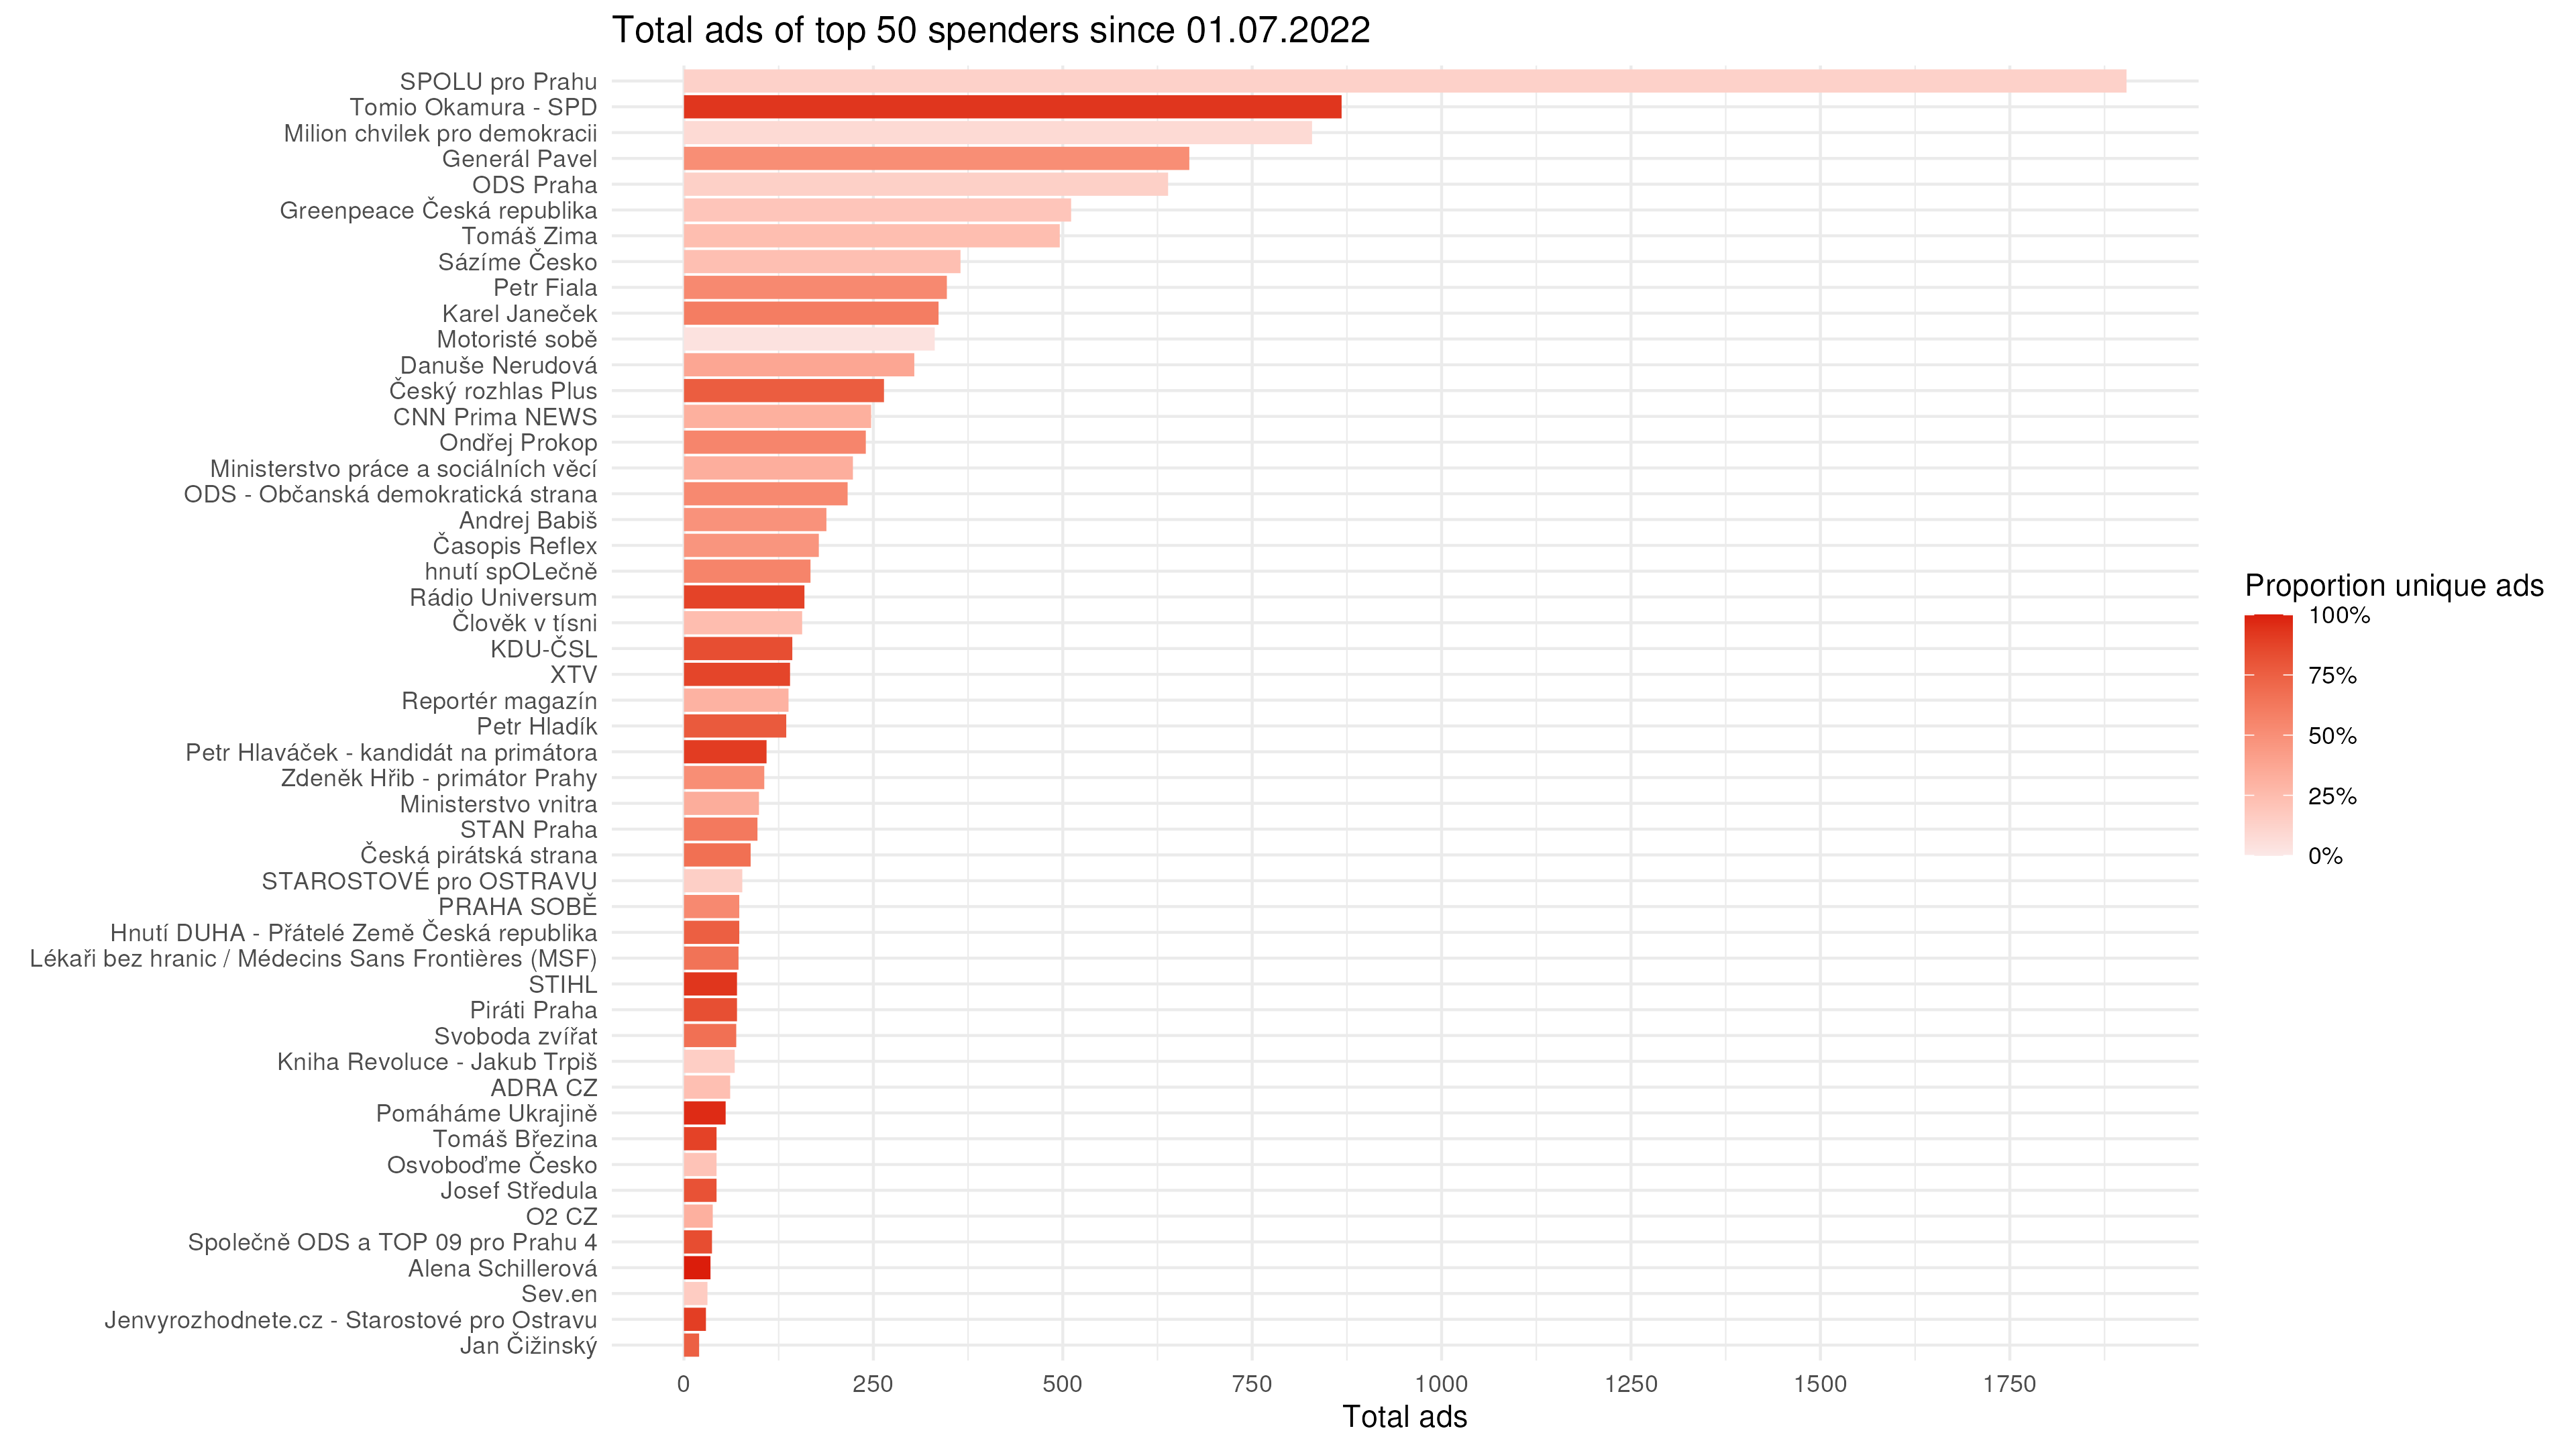 Total ads of top 50 spenders since 01.07.2022
SPOLU pro Prahu
Tomio Okamura - SPD
Milion chvilek pro demokracii
Generál Pavel
ODS Praha
Greenpeace Česká republika
Tomáš Zima
Sázíme Česko
Petr Fiala
Karel Janeček
Motoristé sobě
Danuše Nerudová
Český rozhlas Plus
CNN Prima NEWS
Ondřej Prokop
Ministerstvo práce a sociálních věcí
ODS - Občanská demokratická strana
Andrej Babiš
Časopis Reflex
hnutí spOLečně
Rádio Universum
Člověk v tísni
KDU-ČSL
XTV
Reportér magazín
Petr Hladík
Petr Hlaváček - kandidát na primátora
Zdeněk Hřib - primátor Prahy
Ministerstvo vnitra
STAN Praha
Česká pirátská strana
STAROSTOVÉ pro OSTRAVU
PRAHA SOBĚ
Hnutí DUHA - Přátelé Země Česká republika
Lékaři bez hranic / Médecins Sans Frontières (MSF)
STIHL
Piráti Praha
Svoboda zvířat
Kniha Revoluce - Jakub Trpiš
ADRA CZ
Pomáháme Ukrajině
Tomáš Březina
Osvoboďme Česko
Josef Středula
O2 CZ
Společně ODS a TOP 09 pro Prahu 4
Alena Schillerová
Sev.en
Jenvyrozhodnete.cz - Starostové pro Ostravu
Jan Čižinský
0 250 500 750 1000 1250 1500 1750
Total ads
Proportion unique ads
100%
75%
50%
25%
0%